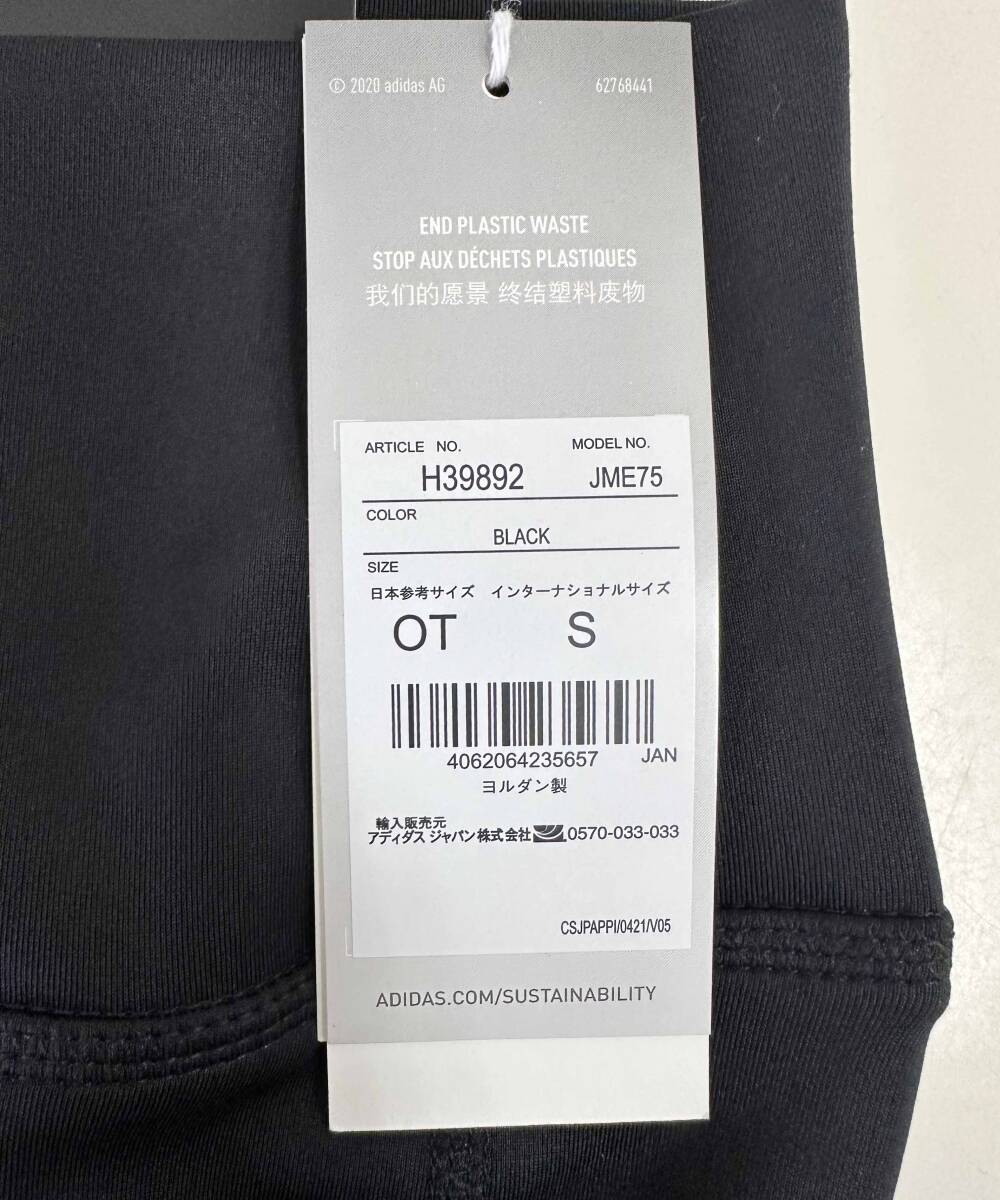 © 2020 adidas AG 62768441
END PLASTIC WASTE
STOP AUX DÉCHETS PLASTIQUES
我们的愿景 终结塑料废物
ARTICLE NO. MODEL NO.
H39892 JME75
COLOR
BLACK
SIZE
日本参考サイズ インターナショナルサイズ
OT S
4062064235657 JAN
ヨルダン製
輸入販売元
アディダス ジャパン株式会社 0570-033-033
CSJPAPPI/0421/V05
ADIDAS.COM/SUSTAINABILITY